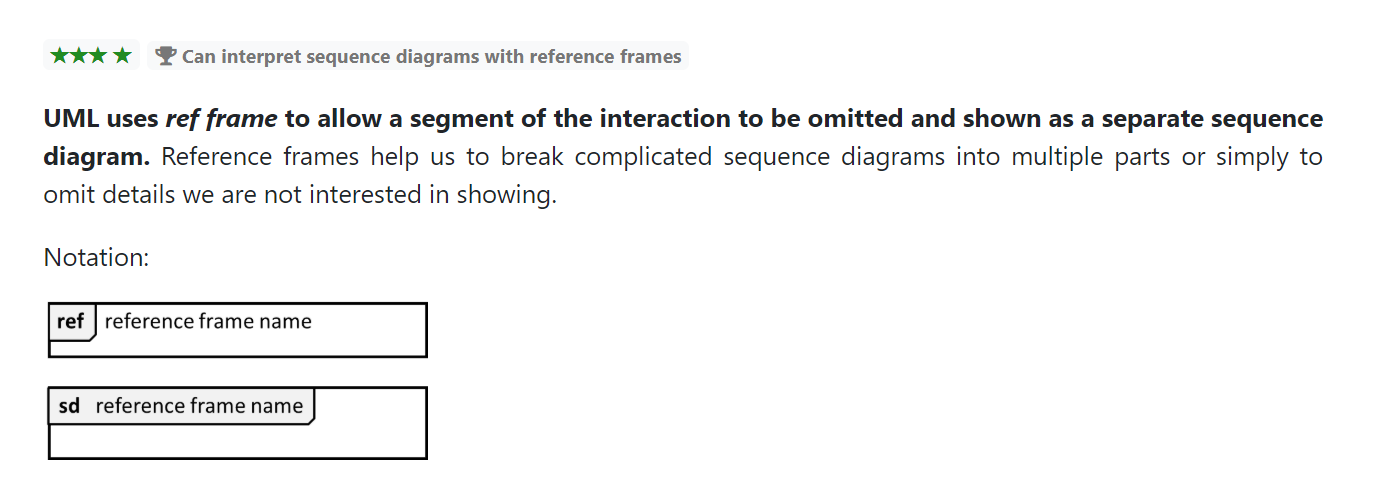 ★★★★ 🏆 Can interpret sequence diagrams with reference frames
UML uses ref frame to allow a segment of the interaction to be omitted and shown as a separate sequence
diagram. Reference frames help us to break complicated sequence diagrams into multiple parts or simply to
omit details we are not interested in showing.
Notation:
ref reference frame name
sd reference frame name